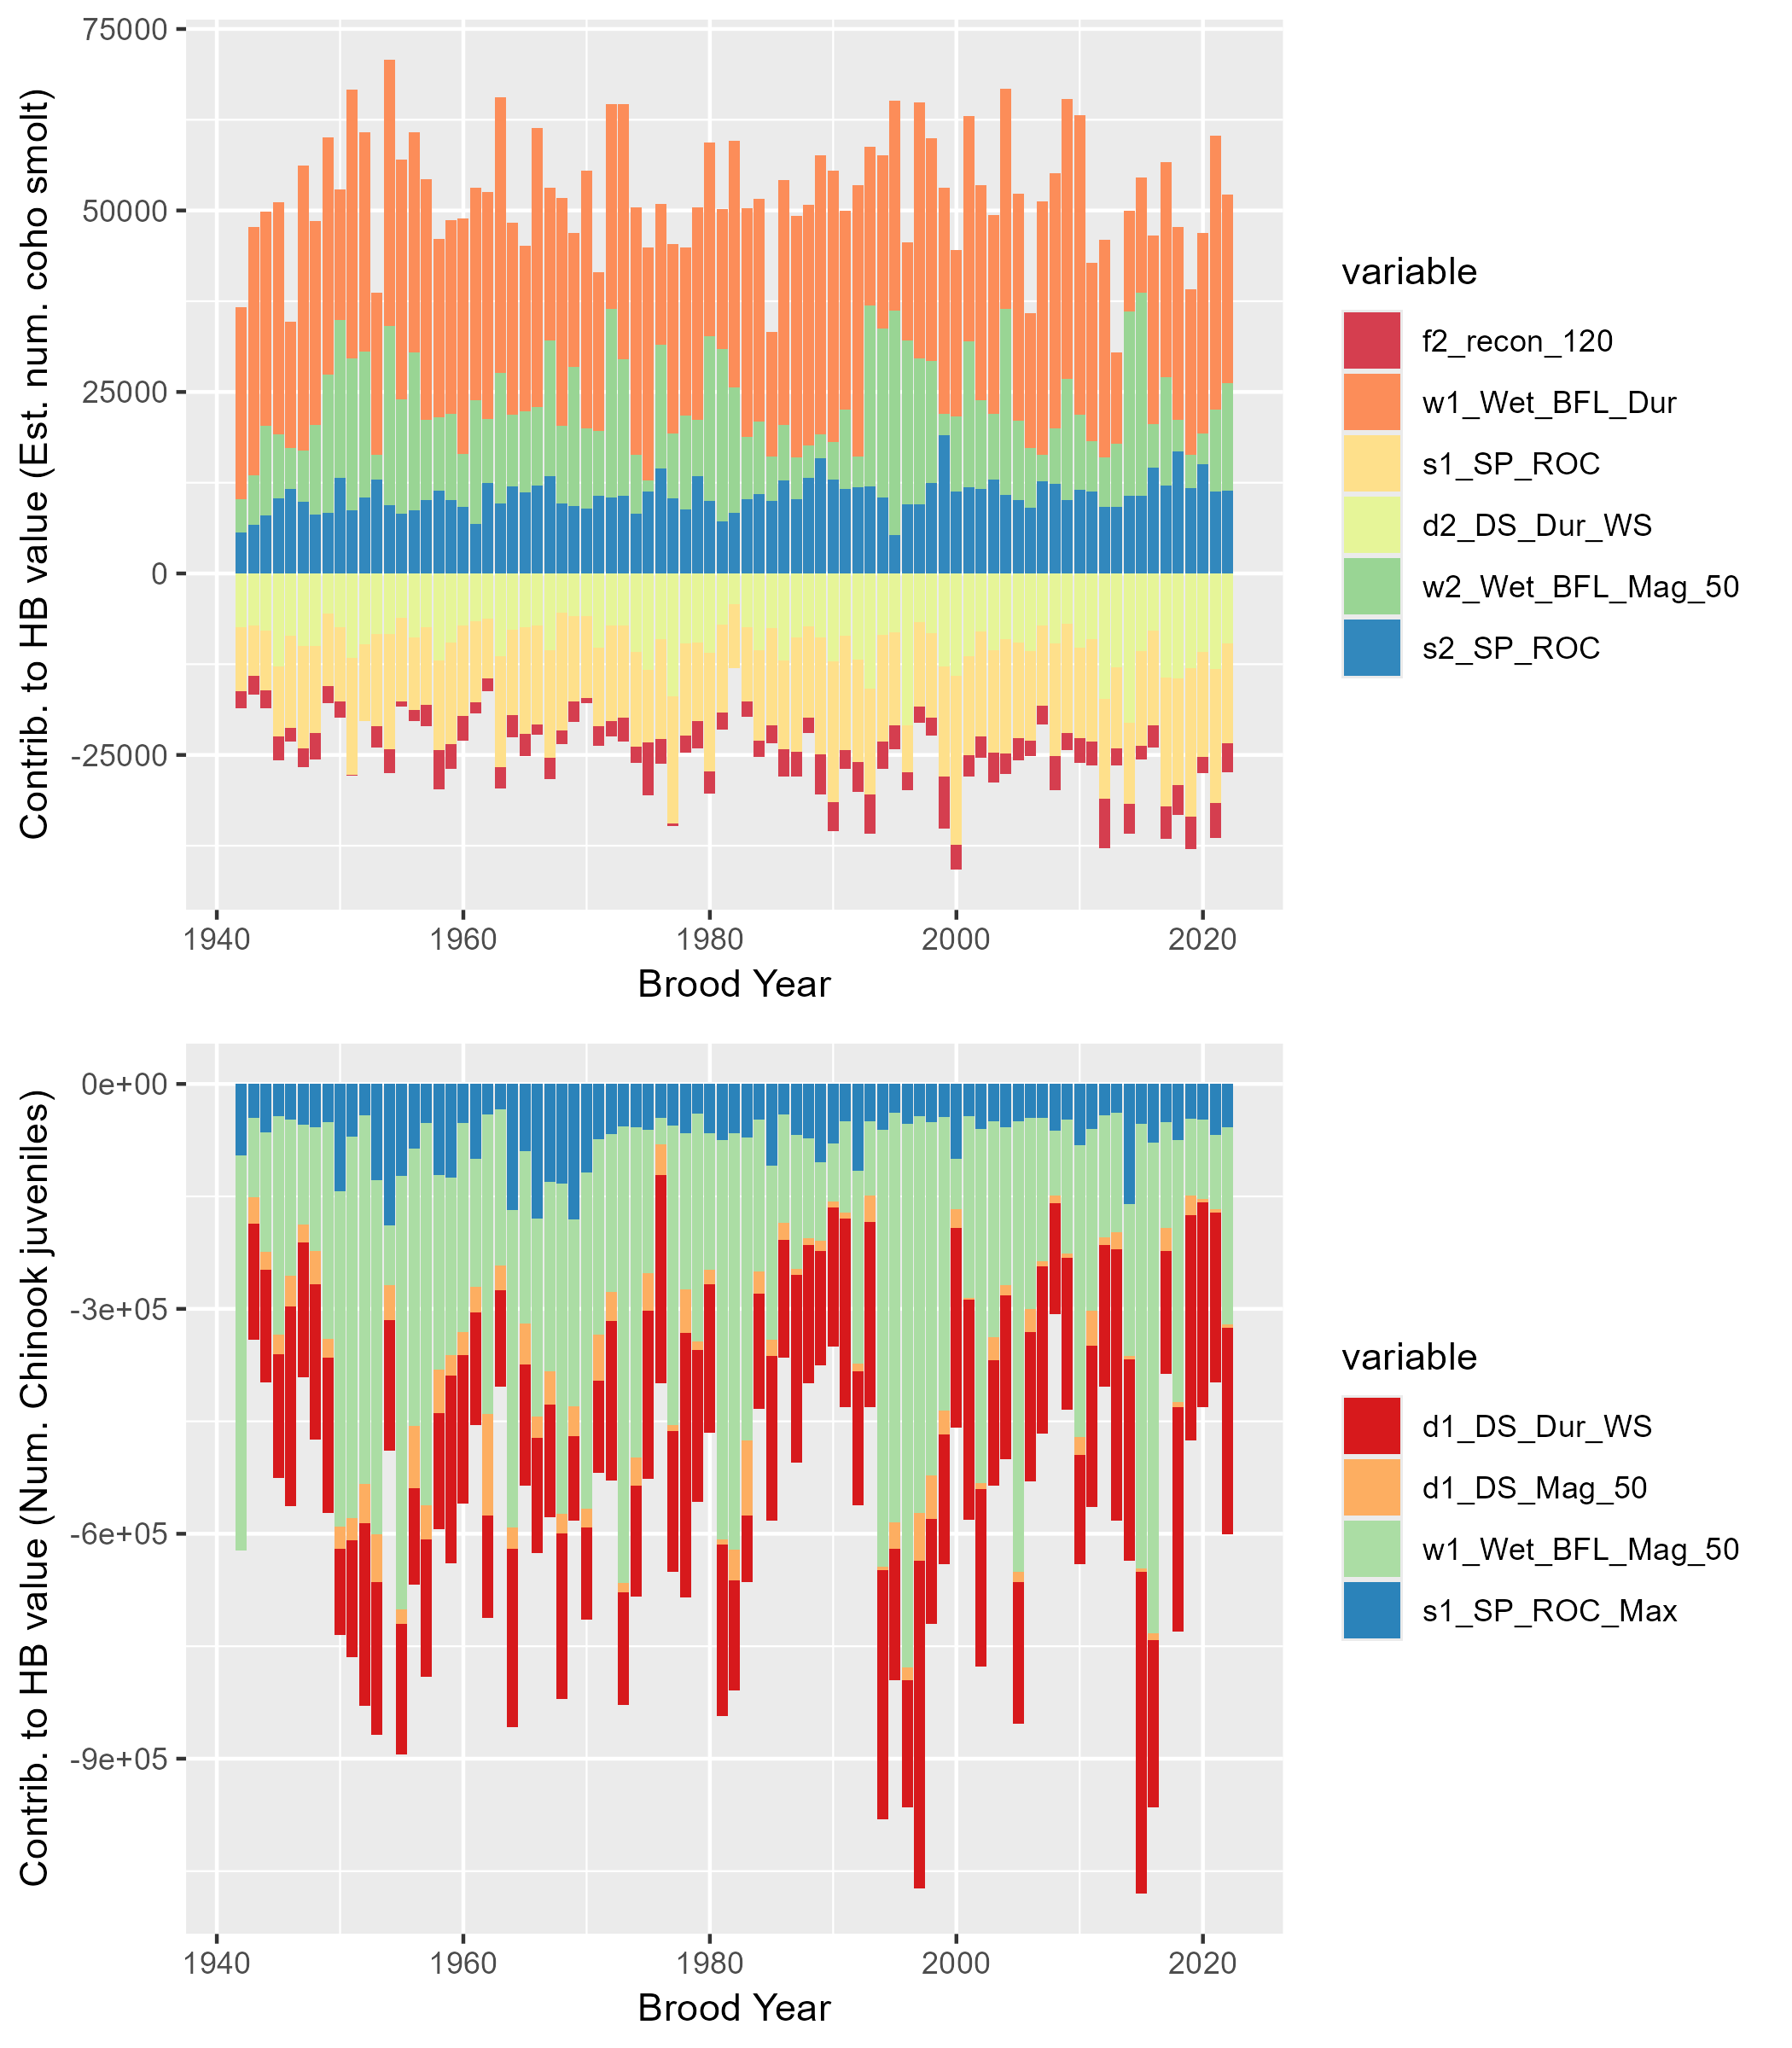 Contrib. to HB value (Est. num. coho smolt)
75000
50000
25000
0
-25000
1940 1960 1980 2000 2020
Brood Year
variable
f2_recon_120
w1_Wet_BFL_Dur
s1_SP_ROC
d2_DS_Dur_WS
w2_Wet_BFL_Mag_50
s2_SP_ROC
Contrib. to HB value (Num. Chinook juveniles)
0e+00
-3e+05
-6e+05
-9e+05
1940 1960 1980 2000 2020
Brood Year
variable
d1_DS_Dur_WS
d1_DS_Mag_50
w1_Wet_BFL_Mag_50
s1_SP_ROC_Max